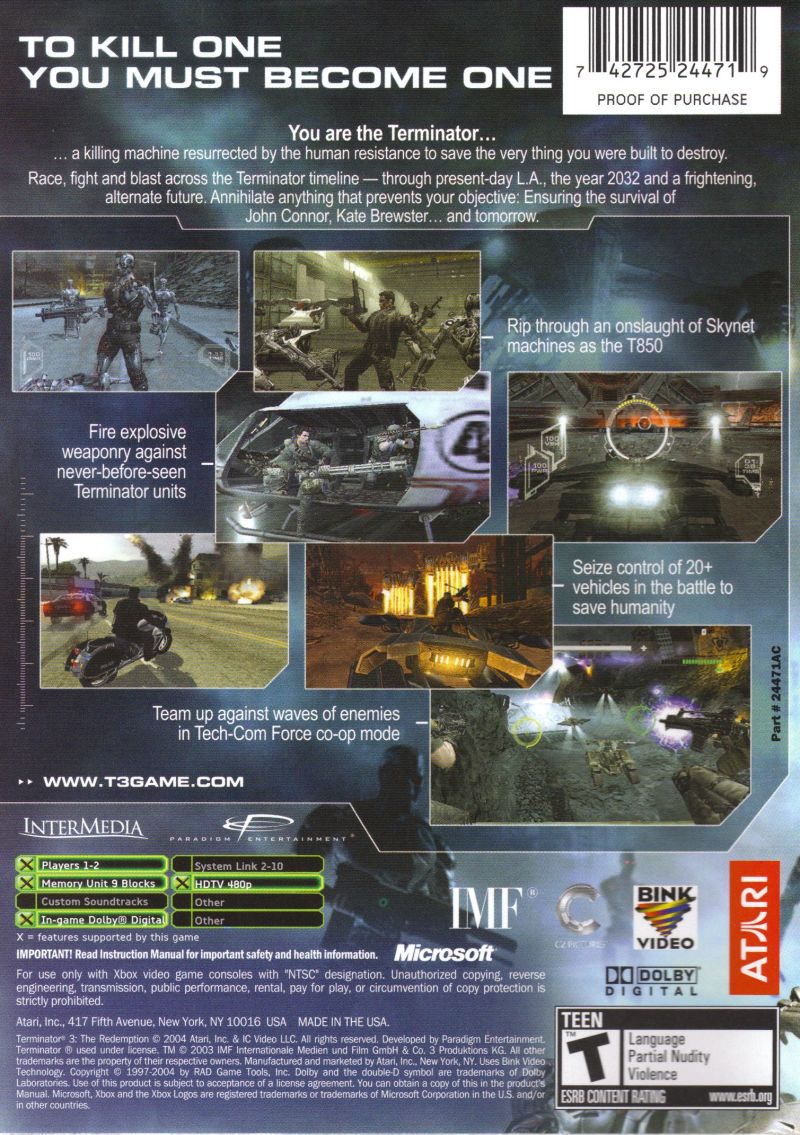 TO KILL ONE
YOU MUST BECOME ONE
7 42725 24471 9
PROOF OF PURCHASE
You are the Terminator...
... a killing machine resurrected by the human resistance to save the very thing you were built to destroy.
Race, fight and blast across the Terminator timeline — through present-day L.A., the year 2032 and a frightening,
alternate future. Annihilate anything that prevents your objective: Ensuring the survival of
John Connor, Kate Brewster... and tomorrow.
Rip through an onslaught of Skynet
machines as the T850
Fire explosive
weaponry against
never-before-seen
Terminator units
Seize control of 20+
vehicles in the battle to
save humanity
Part # 24471AC
Team up against waves of enemies
in Tech-Com Force co-op mode
WWW.T3GAME.COM
INTERMEDIA
PARADIGM ENTERTAINMENT®
X Players 1-2
System Link 2-10
X Memory Unit 9 Blocks
X HDTV 480p
Custom Soundtracks
Other
X In-game Dolby® Digital
Other
X = features supported by this game
IMPORTANT! Read Instruction Manual for important safety and health information.
Microsoft®
IMF®
C2 PICTURES
BINK
VIDEO
ATARI
DOLBY
DIGITAL
For use only with Xbox video game consoles with "NTSC" designation. Unauthorized copying, reverse
engineering, transmission, public performance, rental, pay for play, or circumvention of copy protection is
strictly prohibited.
Atari, Inc., 417 Fifth Avenue, New York, NY 10016 USA MADE IN THE USA.
Terminator® 3: The Redemption © 2004 Atari, Inc. & IC Video LLC. All rights reserved. Developed by Paradigm Entertainment.
Terminator ® used under license. TM © 2003 IMF Internationale Medien und Film GmbH & Co. 3 Produktions KG. All other
trademarks are the property of their respective owners. Manufactured and marketed by Atari, Inc., New York, NY. Uses Bink Video
Technology. Copyright © 1997-2004 by RAD Game Tools, Inc. Dolby and the double-D symbol are trademarks of Dolby
Laboratories. Use of this product is subject to acceptance of a license agreement. You can obtain a copy of this in the product's
Manual. Microsoft, Xbox and the Xbox Logos are registered trademarks or trademarks of Microsoft Corporation in the U.S. and/or
in other countries.
TEEN
T
Language
Partial Nudity
Violence
ESRB CONTENT RATING www.esrb.org